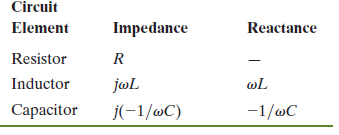 Circuit
Element Impedance Reactance
Resistor R –
Inductor jωL ωL
Capacitor j(−1/ωC) −1/ωC